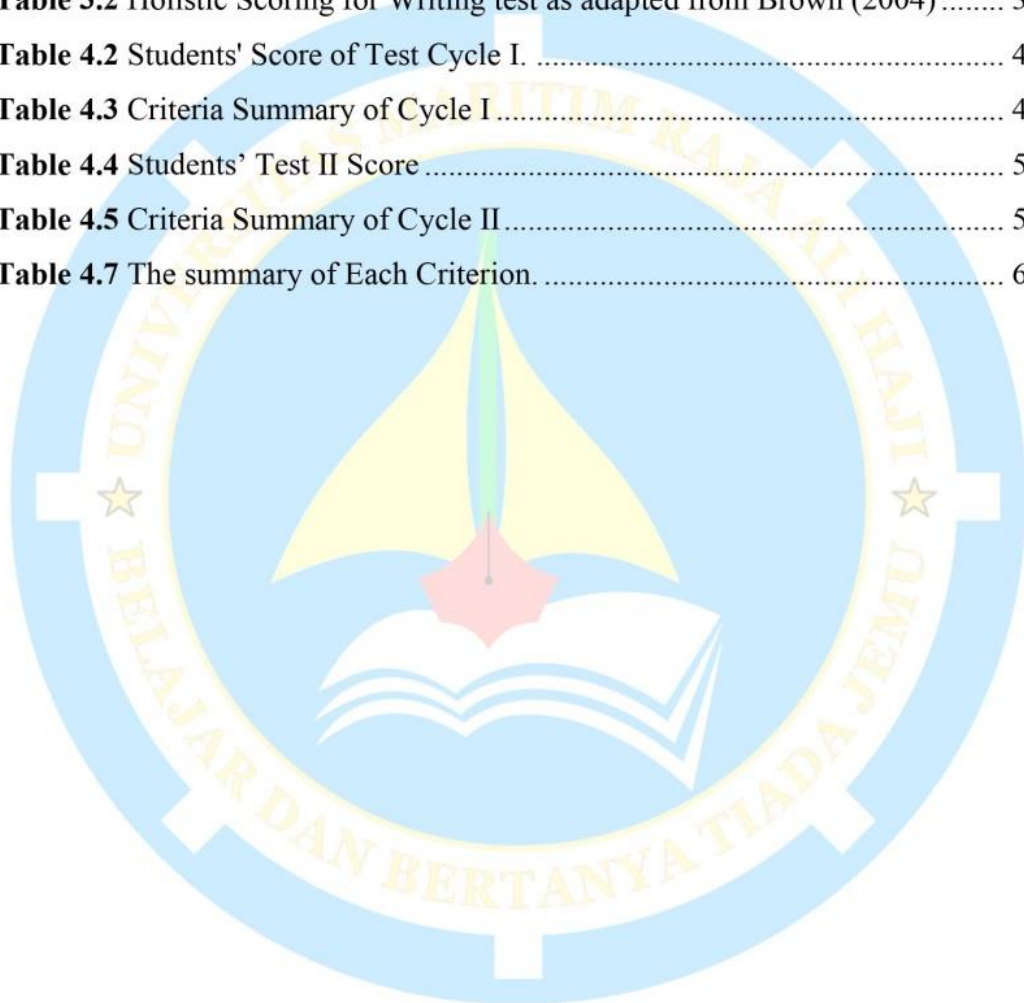 Table 3.2 Holistic Scoring for Writing test as adapted from Brown (2004)........
Table 4.2 Students' Score of Test Cycle I. .......................................................... 4
Table 4.3 Criteria Summary of Cycle I ................................................................ 4
Table 4.4 Students’ Test II Score ......................................................................... 5
Table 4.5 Criteria Summary of Cycle II ............................................................... 5
Table 4.7 The summary of Each Criterion. .......................................................... 6
UNIVERSITAS MARITIM RAJA ALI HAJI
BELAJAR DAN BERTANYA TIADA JEMU